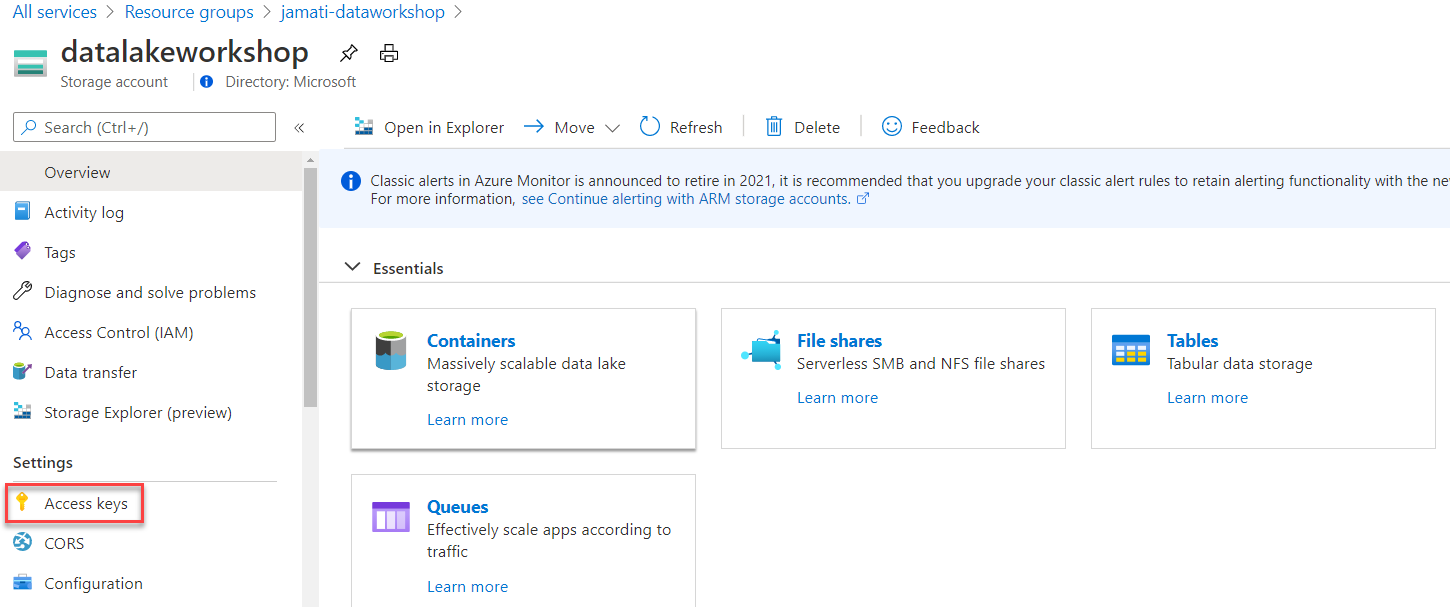 All services > Resource groups > jamati-dataworkshop >
datalakeworkshop
Storage account
Directory: Microsoft
Search (Ctrl+/)
«
Open in Explorer
Move
Refresh
Delete
Feedback
Overview
Activity log
Tags
Diagnose and solve problems
Access Control (IAM)
Data transfer
Storage Explorer (preview)
Settings
Access keys
CORS
Configuration
Classic alerts in Azure Monitor is announced to retire in 2021, it is recommended that you upgrade your classic alert rules to retain alerting functionality with the ne
For more information, see Continue alerting with ARM storage accounts.
Essentials
Containers
Massively scalable data lake
storage
Learn more
File shares
Serverless SMB and NFS file shares
Learn more
Tables
Tabular data storage
Learn more
Queues
Effectively scale apps according to
traffic
Learn more